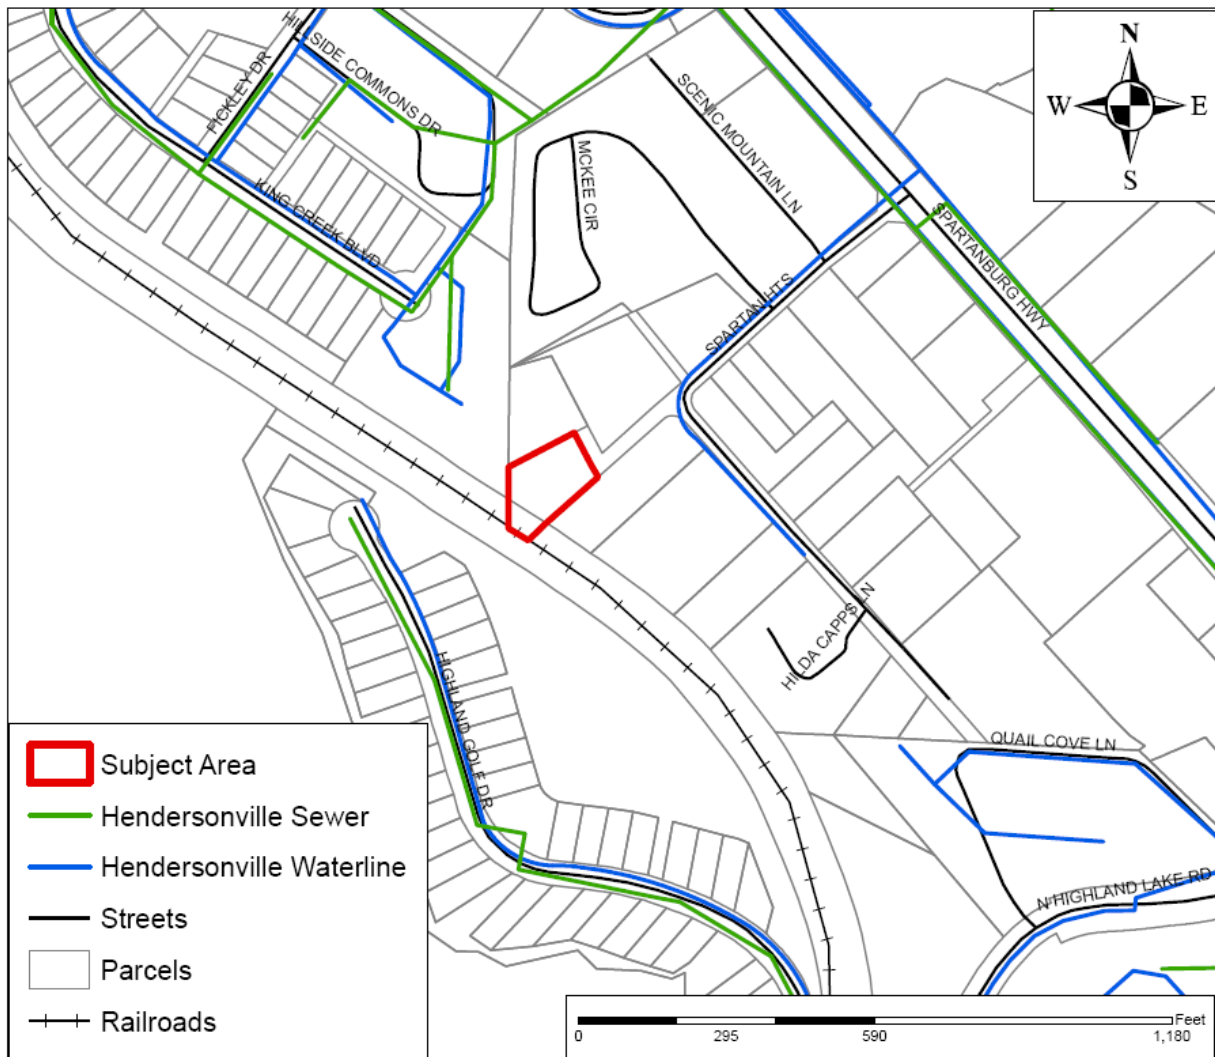 HILLSIDE COMMONS DR
PICKLEY DR
KING CREEK BLVD
MCKEE CIR
SCENIC MOUNTAIN LN
SPARTAN HTS
SPARTANBURG HWY
N
W E
S
HILDA CAPPS LN
HIGHLAND GOLF DR
QUAIL COVE LN
N HIGHLAND LAKE RD
Subject Area
Hendersonville Sewer
Hendersonville Waterline
Streets
Parcels
Railroads
Feet
0 295 590 1,180